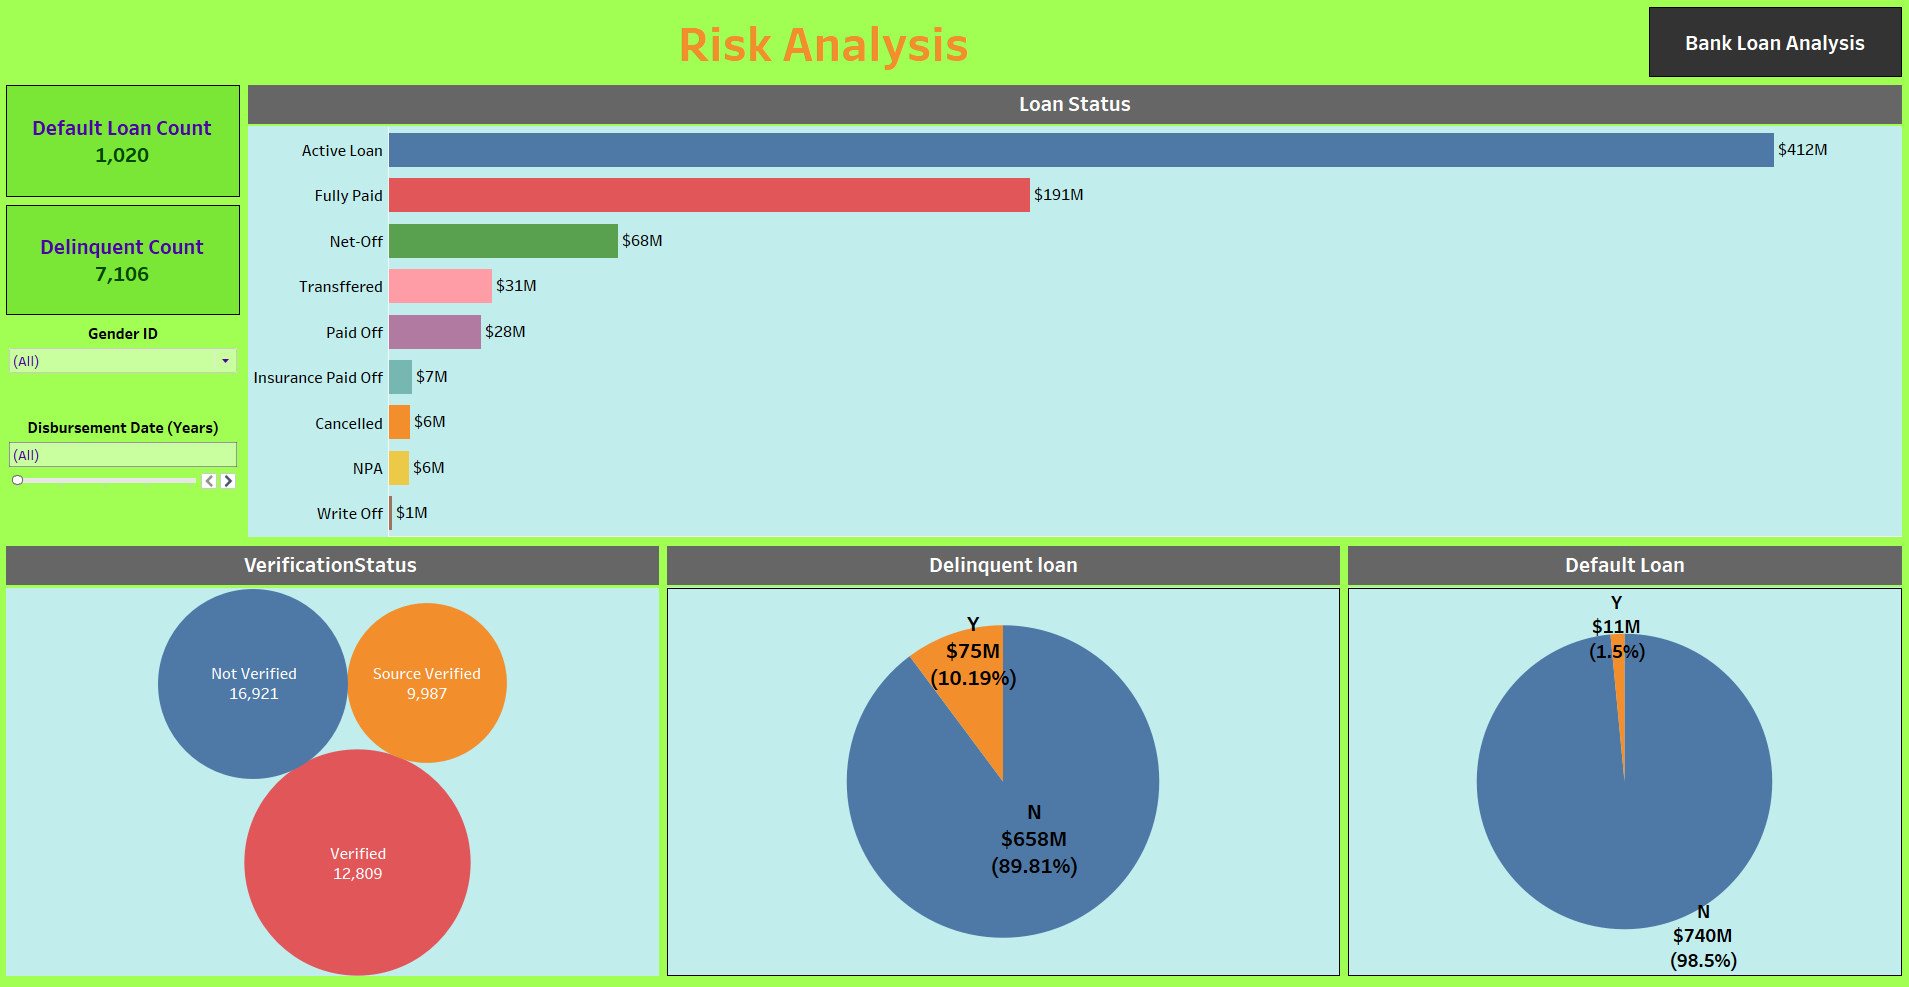 Risk Analysis
Bank Loan Analysis
Default Loan Count
1,020
Delinquent Count
7,106
Gender ID
(All)
Disbursement Date (Years)
(All)
Loan Status
Active Loan $412M
Fully Paid $191M
Net-Off $68M
Transffered $31M
Paid Off $28M
Insurance Paid Off $7M
Cancelled $6M
NPA $6M
Write Off $1M
VerificationStatus
Not Verified
16,921
Source Verified
9,987
Verified
12,809
Delinquent loan
Y
$75M
(10.19%)
N
$658M
(89.81%)
Default Loan
Y
$11M
(1.5%)
N
$740M
(98.5%)